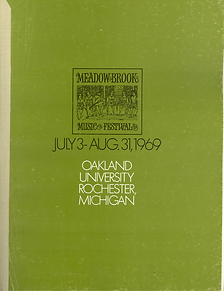 MEADOW BROOK
MUSIC FESTIVAL
JULY 3-AUG. 31, 1969
OAKLAND
UNIVERSITY
ROCHESTER,
MICHIGAN